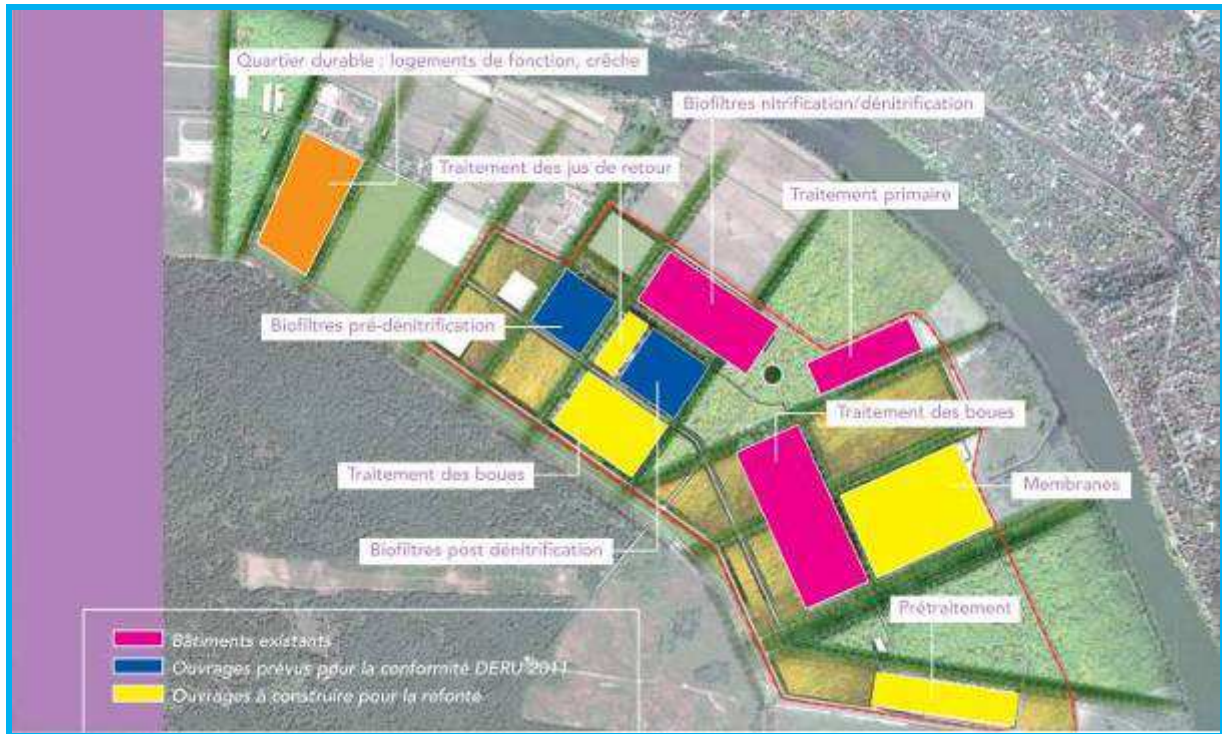 Quartier durable : logements de fonction, crêche
Biofiltres nitrification/dénitrification
Traitement des jus de retour
Traitement primaire
Biofiltres pré-dénitrification
Traitement des boues
Traitement des boues
Membranes
Biofiltres post dénitrification
Prétraitement
Bâtiments existants
Ouvrages prévus pour la conformité DERU 2011
Ouvrages à construire pour la refonte